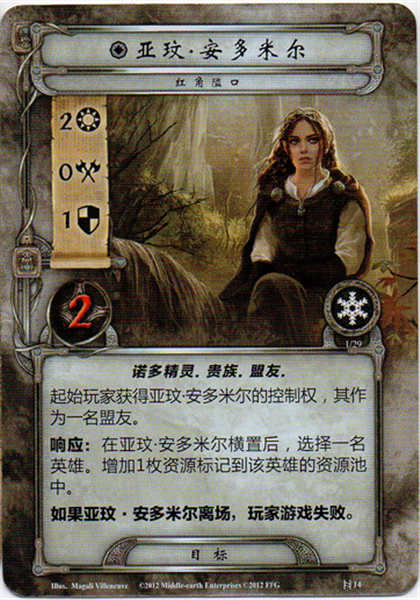 亚玟·安多米尔
红角隘口
2
0
1
2
1/29
诺多精灵. 贵族. 盟友.
起始玩家获得亚玟·安多米尔的控制权，其作
为一名盟友。
响应：在亚玟·安多米尔横置后，选择一名
英雄。增加1枚资源标记到该英雄的资源池
中。
如果亚玟·安多米尔离场，玩家游戏失败。
目标
Illus. Magali Villeneuve ©2012 Middle-earth Enterprises ©2012 FFG
14